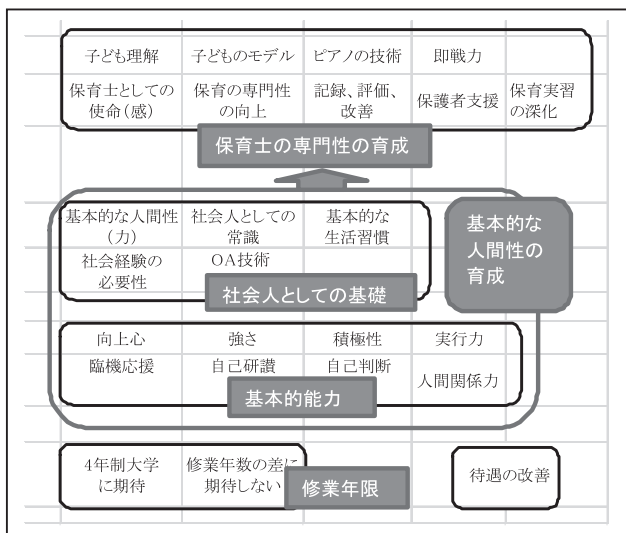 子ども理解
子どものモデル
ピアノの技術
即戦力
保育士としての
使命(感)
保育の専門性
の向上
記録、評価、
改善
保護者支援
保育実習
の深化
保育士の専門性の育成
基本的な人間性
(力)
社会人としての
常識
基本的な
生活習慣
社会経験の
必要性
OA技術
社会人としての基礎
基本的な
人間性の
育成
向上心
強さ
積極性
実行力
臨機応援
自己研讃
自己判断
人間関係力
基本的能力
4年制大学
に期待
修業年数の差に
期待しない
修業年限
待遇の改善